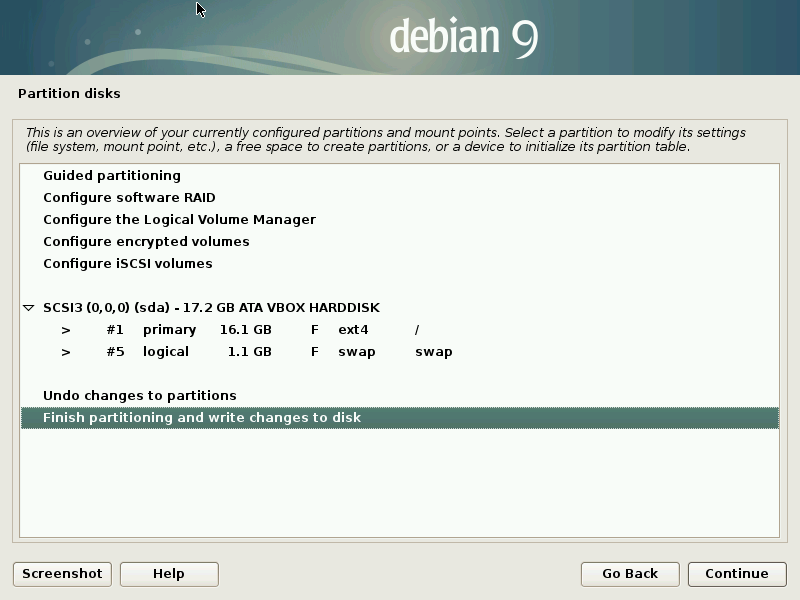 debian 9
Partition disks
This is an overview of your currently configured partitions and mount points. Select a partition to modify its settings
(file system, mount point, etc.), a free space to create partitions, or a device to initialize its partition table.
Guided partitioning
Configure software RAID
Configure the Logical Volume Manager
Configure encrypted volumes
Configure iSCSI volumes
SCSI3 (0,0,0) (sda) - 17.2 GB ATA VBOX HARDDISK
> #1 primary 16.1 GB F ext4 /
> #5 logical 1.1 GB F swap swap
Undo changes to partitions
Finish partitioning and write changes to disk
Screenshot Help Go Back Continue